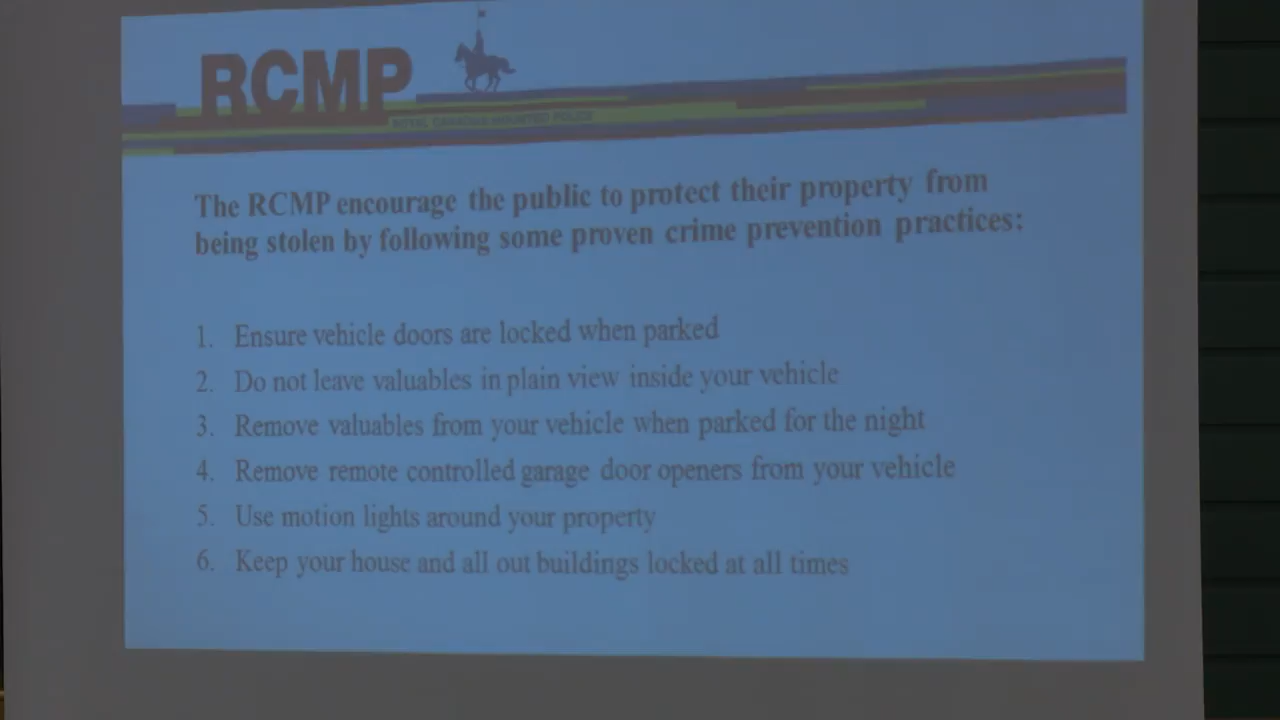 RCMP
ROYAL CANADIAN MOUNTED POLICE
The RCMP encourage the public to protect their property from
being stolen by following some proven crime prevention practices:
1. Ensure vehicle doors are locked when parked
2. Do not leave valuables in plain view inside your vehicle
3. Remove valuables from your vehicle when parked for the night
4. Remove remote controlled garage door openers from your vehicle
5. Use motion lights around your property
6. Keep your house and all out buildings locked at all times